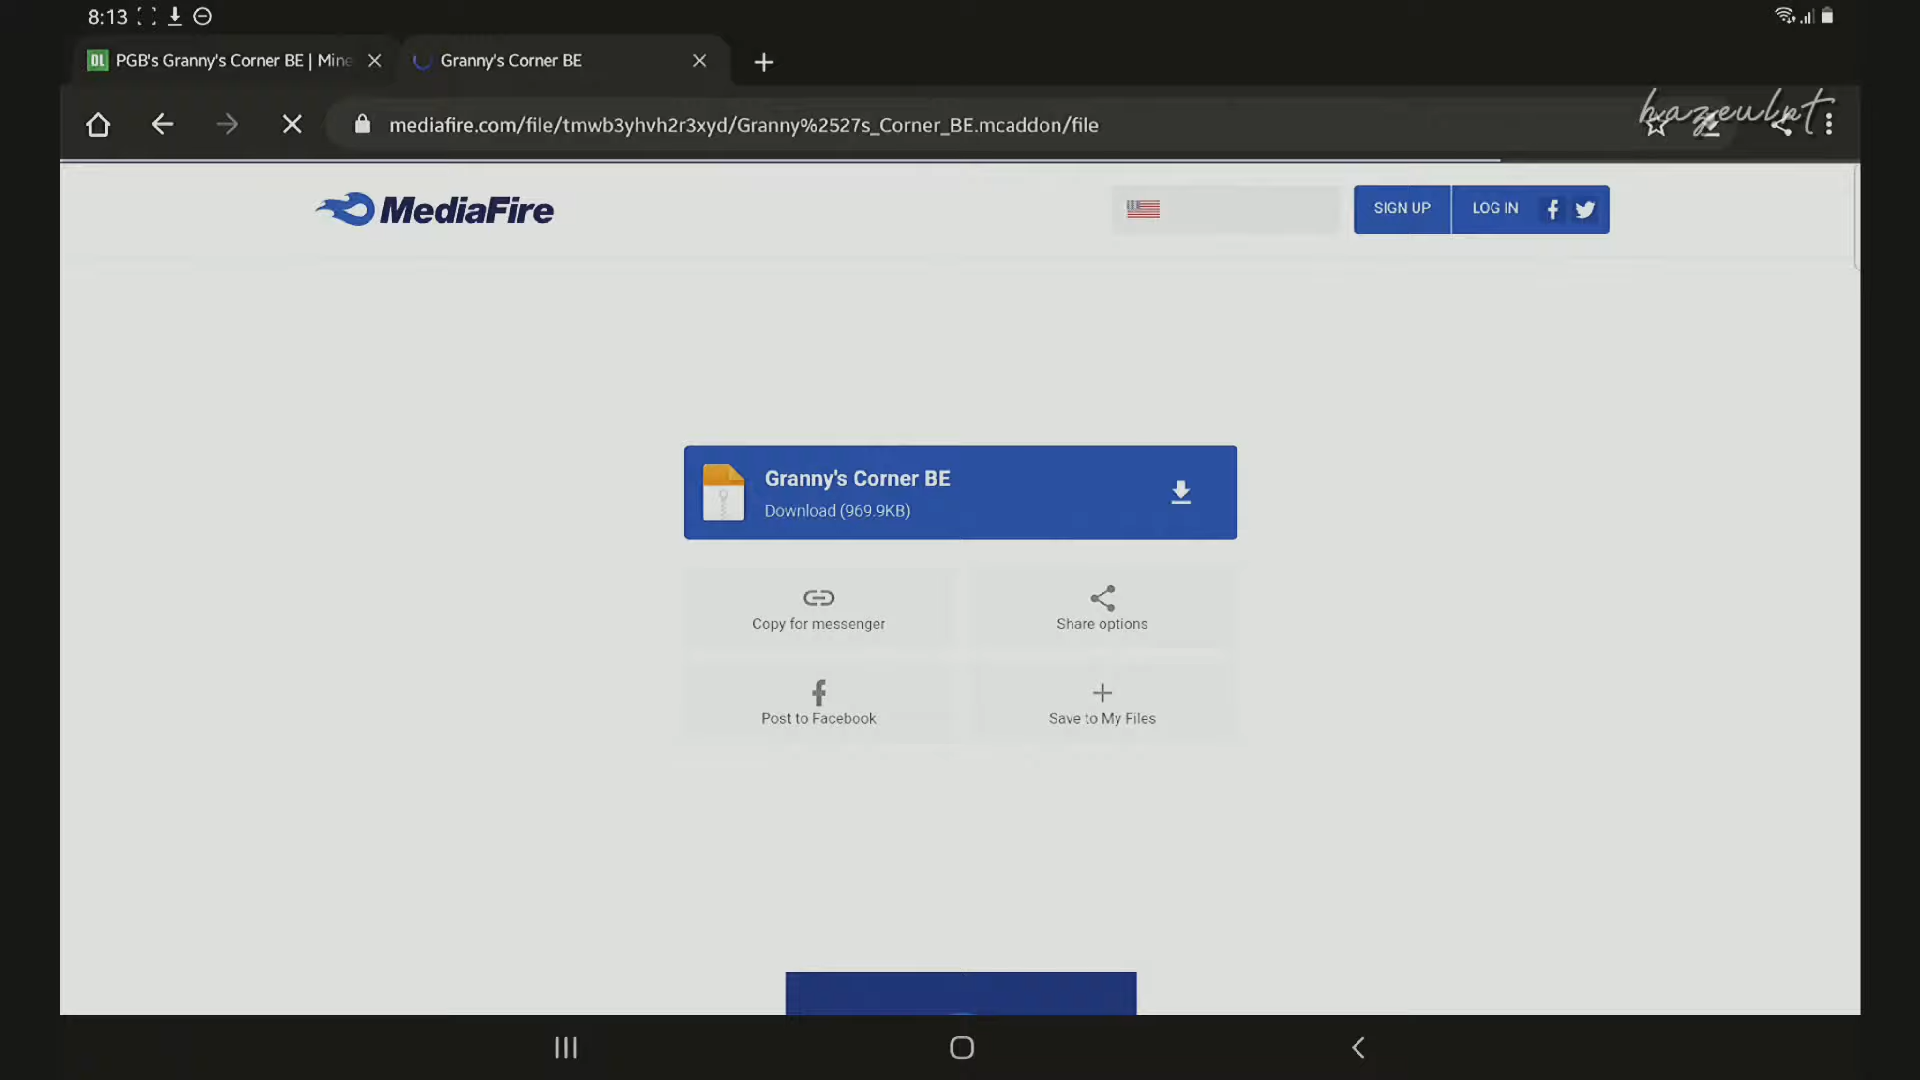 8:13
PGB's Granny's Corner BE | Mine
Granny's Corner BE
mediafire.com/file/tmwb3yhvh2r3xyd/Granny%2527s_Corner_BE.mcaddon/file
hazeulpt
MediaFire
SIGN UP
LOG IN
Granny's Corner BE
Download (969.9KB)
Copy for messenger
Share options
Post to Facebook
Save to My Files